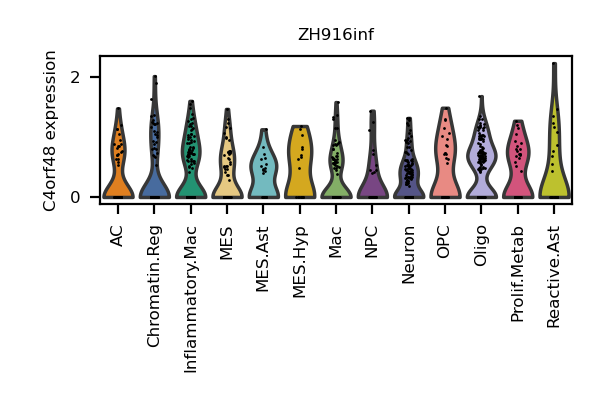 ZH916inf
C4orf48 expression
2
0
AC
Chromatin.Reg
Inflammatory.Mac
MES
MES.Ast
MES.Hyp
Mac
NPC
Neuron
OPC
Oligo
Prolif.Metab
Reactive.Ast